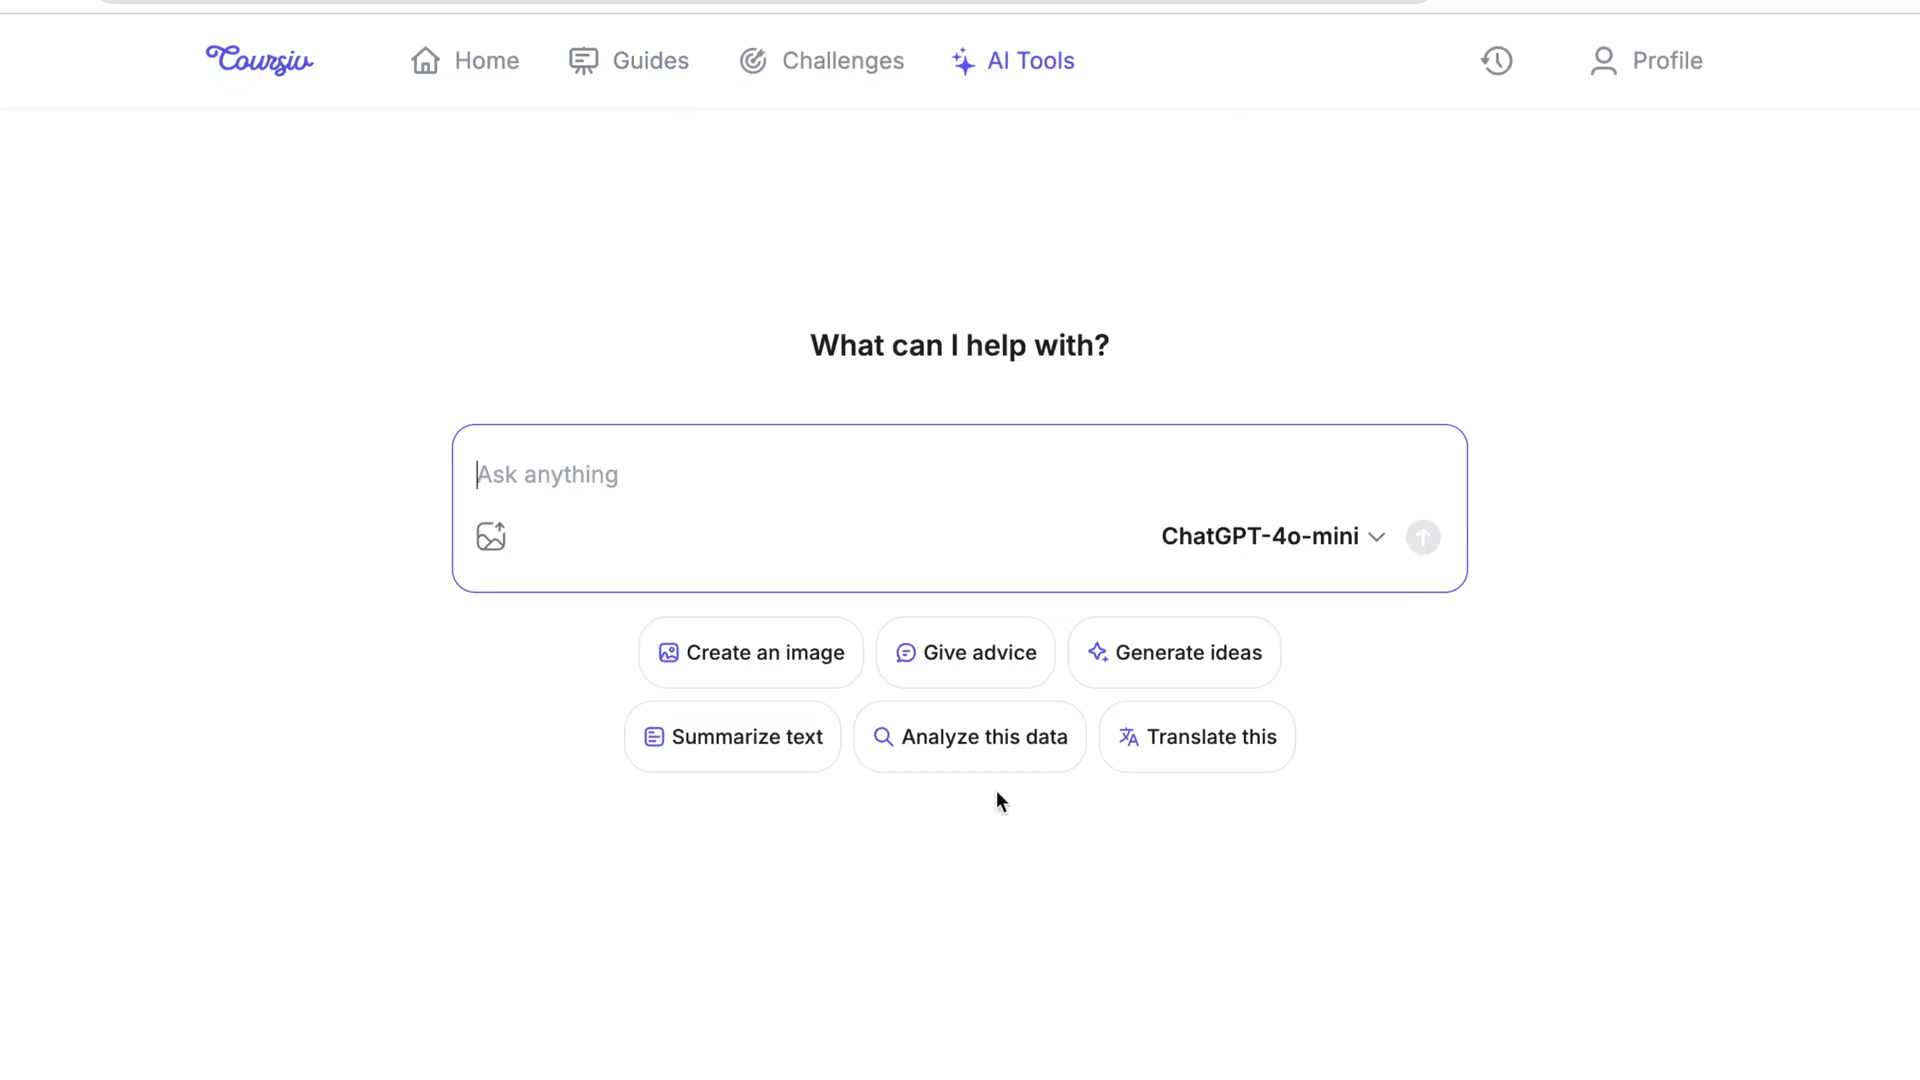 Coursiv Home Guides Challenges AI Tools Profile
What can I help with?
Ask anything
ChatGPT-4o-mini
Create an image Give advice Generate ideas
Summarize text Analyze this data Translate this